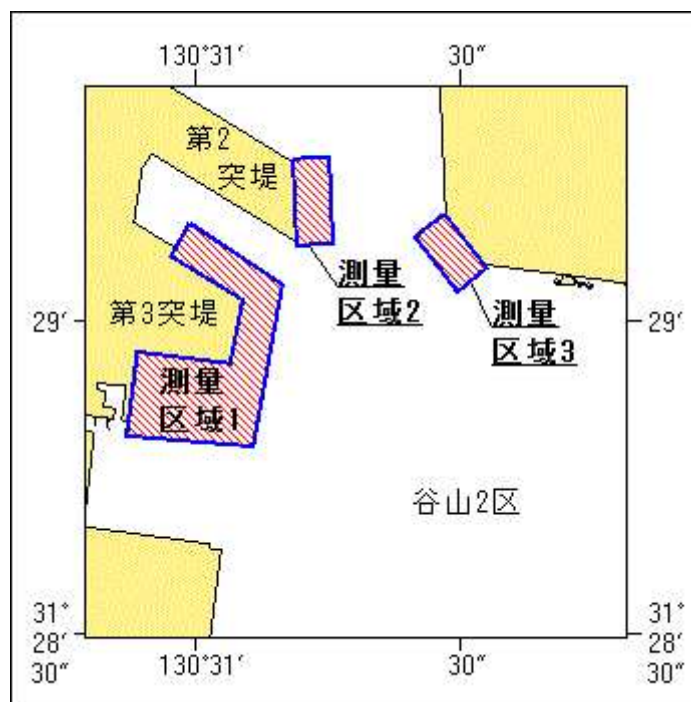 130°31′
30″
第2
突堤
測量
区域2
測量
区域3
29′
第3突堤
29′
測量
区域1
谷山2区
31°
28′
30″
31°
28′
30″
130°31′
30″